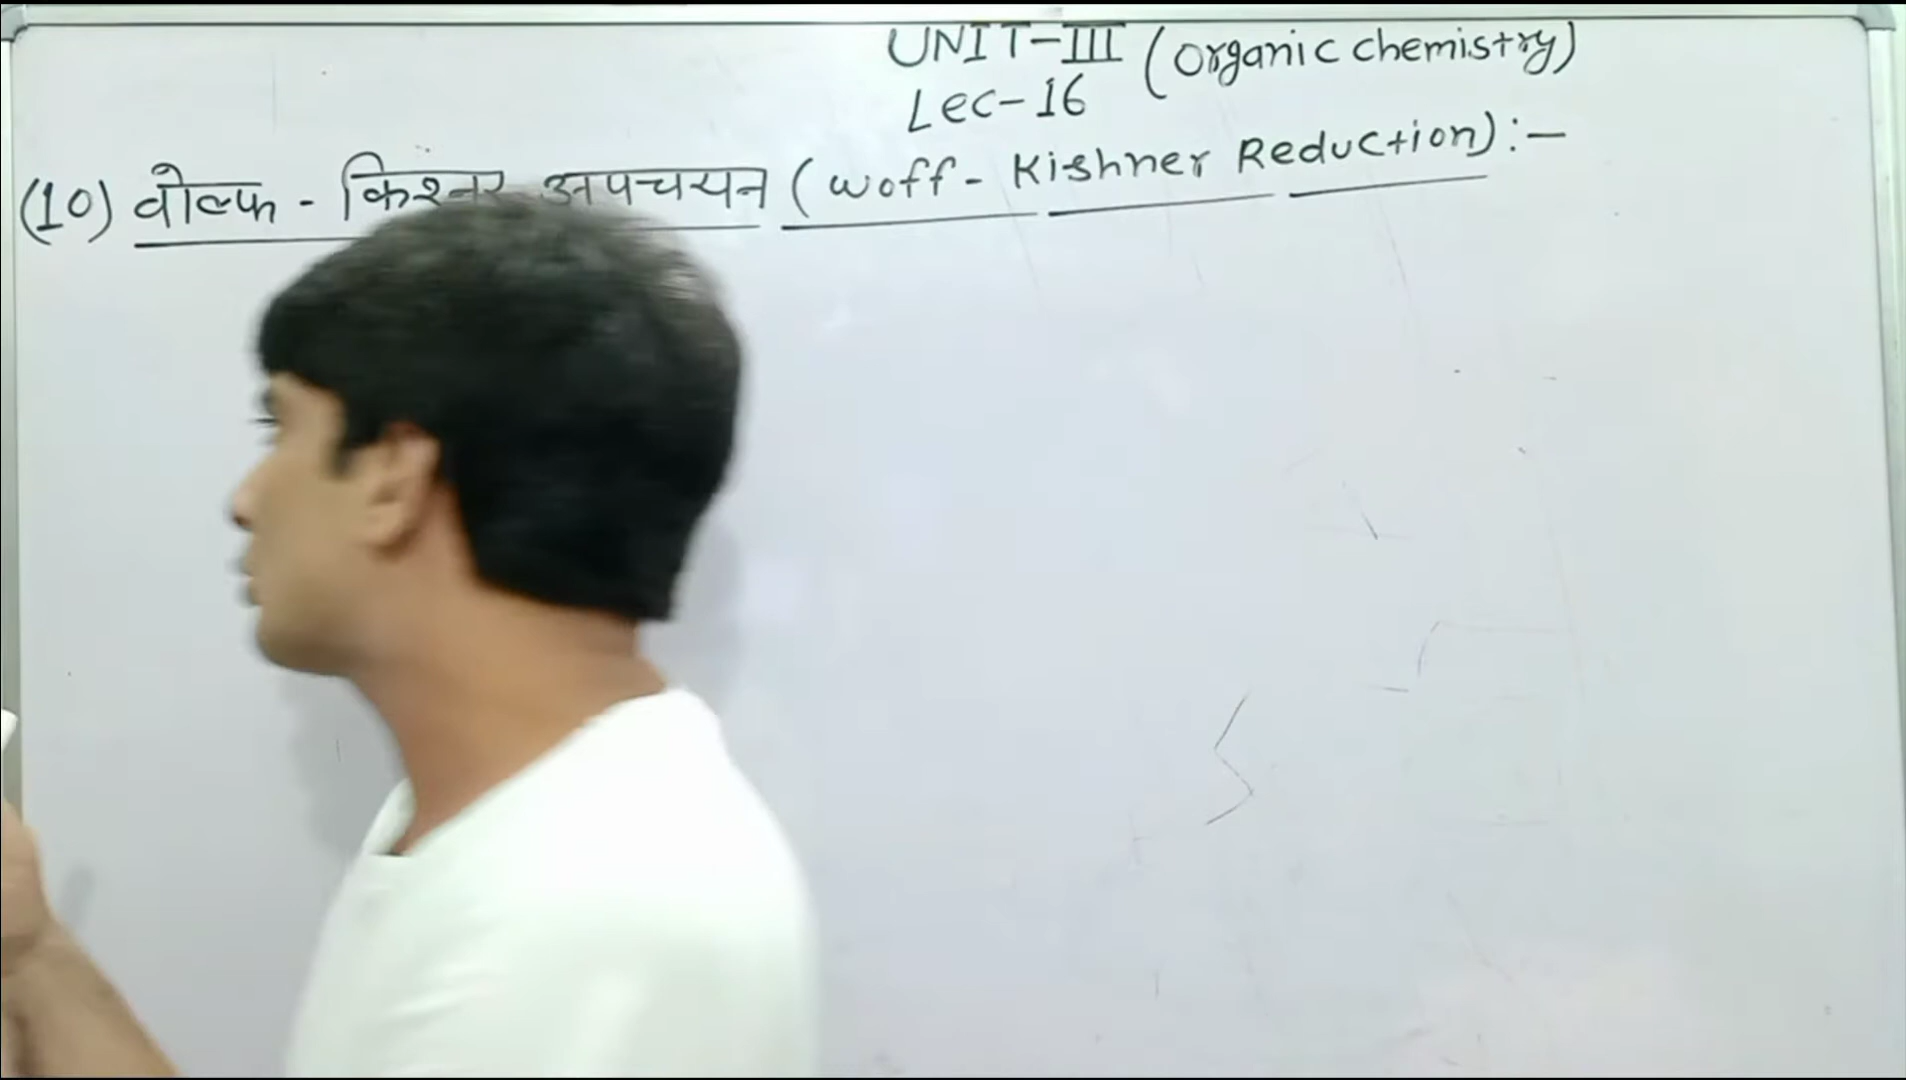 UNIT-III (Organic chemistry)
Lec-16
(10) वोल्फ - किश्नर अपचयन (woff - Kishner Reduction) :-